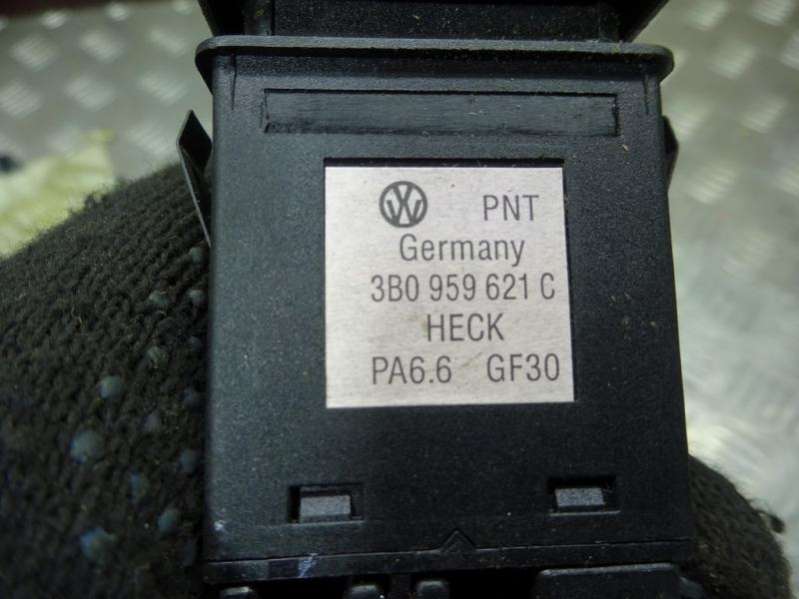 PNT
Germany
3B0 959 621 C
HECK
PA6.6 GF30